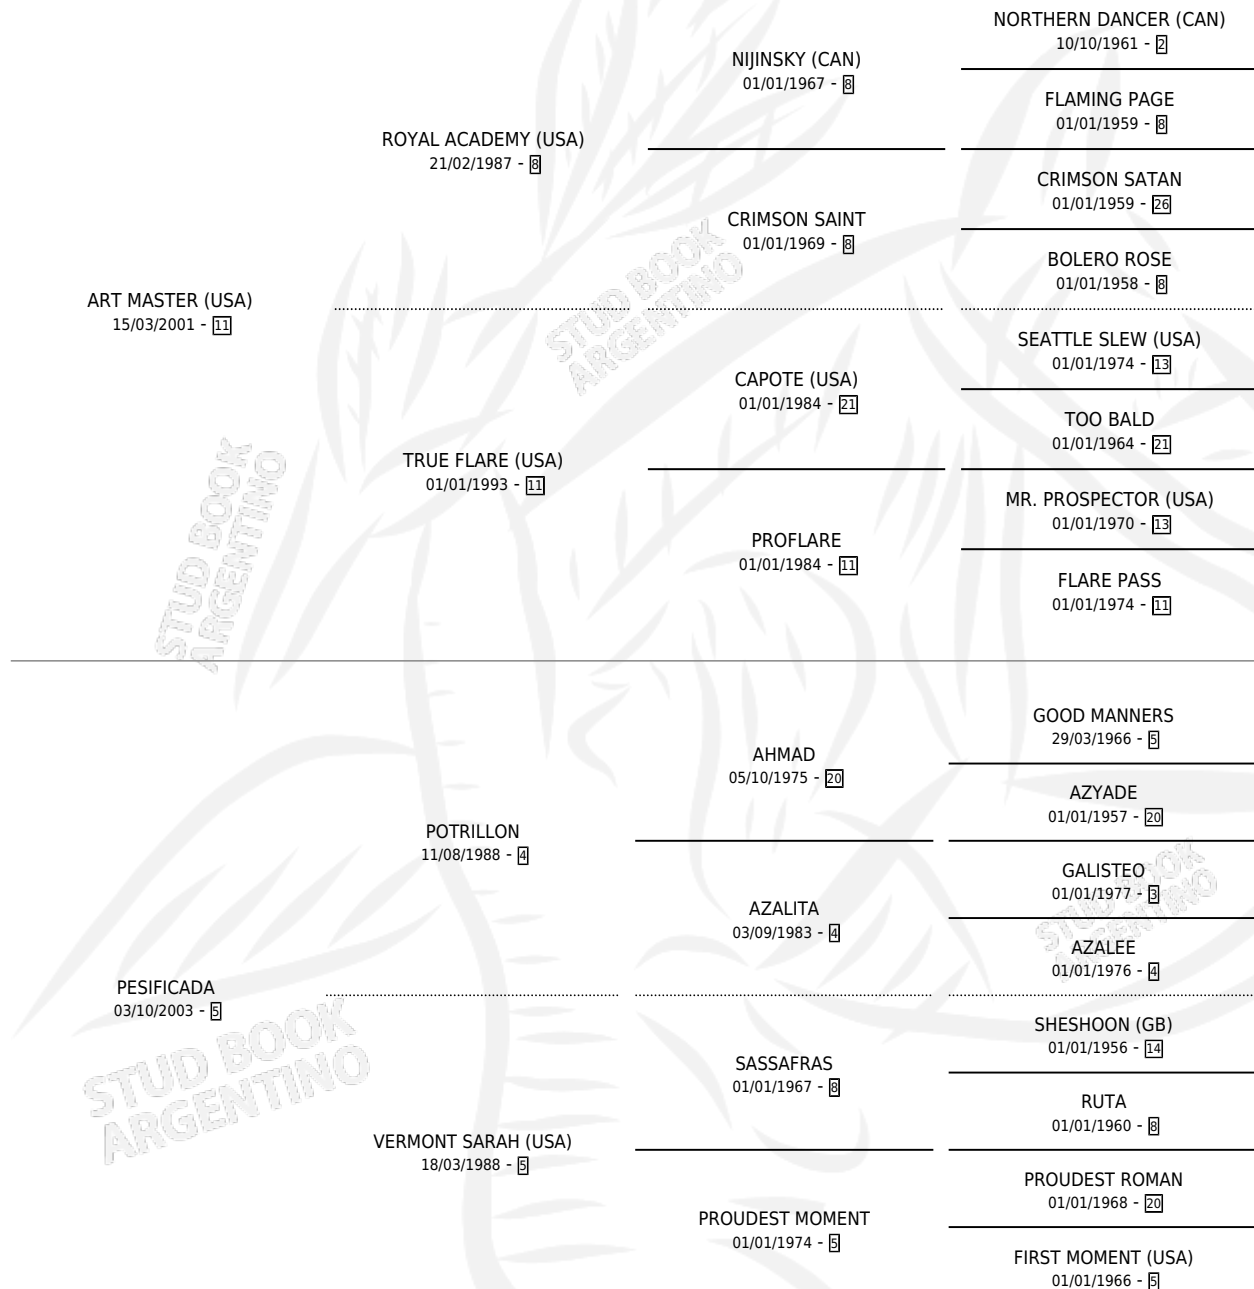 NORTHERN DANCER (CAN)
10/10/1961 - 2
NIJINSKY (CAN)
01/01/1967 - 8
FLAMING PAGE
01/01/1959 - 8
ROYAL ACADEMY (USA)
21/02/1987 - 8
CRIMSON SATAN
01/01/1959 - 26
CRIMSON SAINT
01/01/1969 - 8
BOLERO ROSE
01/01/1958 - 8
ART MASTER (USA)
15/03/2001 - 11
SEATTLE SLEW (USA)
01/01/1974 - 13
CAPOTE (USA)
01/01/1984 - 21
TOO BALD
01/01/1964 - 21
TRUE FLARE (USA)
01/01/1993 - 11
MR. PROSPECTOR (USA)
01/01/1970 - 13
PROFLARE
01/01/1984 - 11
FLARE PASS
01/01/1974 - 11
GOOD MANNERS
29/03/1966 - 5
AHMAD
05/10/1975 - 20
AZYADE
01/01/1957 - 20
POTRILLON
11/08/1988 - 4
GALISTEO
01/01/1977 - 3
AZALITA
03/09/1983 - 4
AZALEE
01/01/1976 - 4
PESIFICADA
03/10/2003 - 5
SHESHOON (GB)
01/01/1956 - 14
SASSAFRAS
01/01/1967 - 8
RUTA
01/01/1960 - 8
VERMONT SARAH (USA)
18/03/1988 - 5
PROUDEST ROMAN
01/01/1968 - 20
PROUDEST MOMENT
01/01/1974 - 5
FIRST MOMENT (USA)
01/01/1966 - 5
STUD BOOK
ARGENTINO
STUD BOOK
ARGENTINO
STUD BOOK
ARGENTINO
STUD BOOK
ARGENTINO